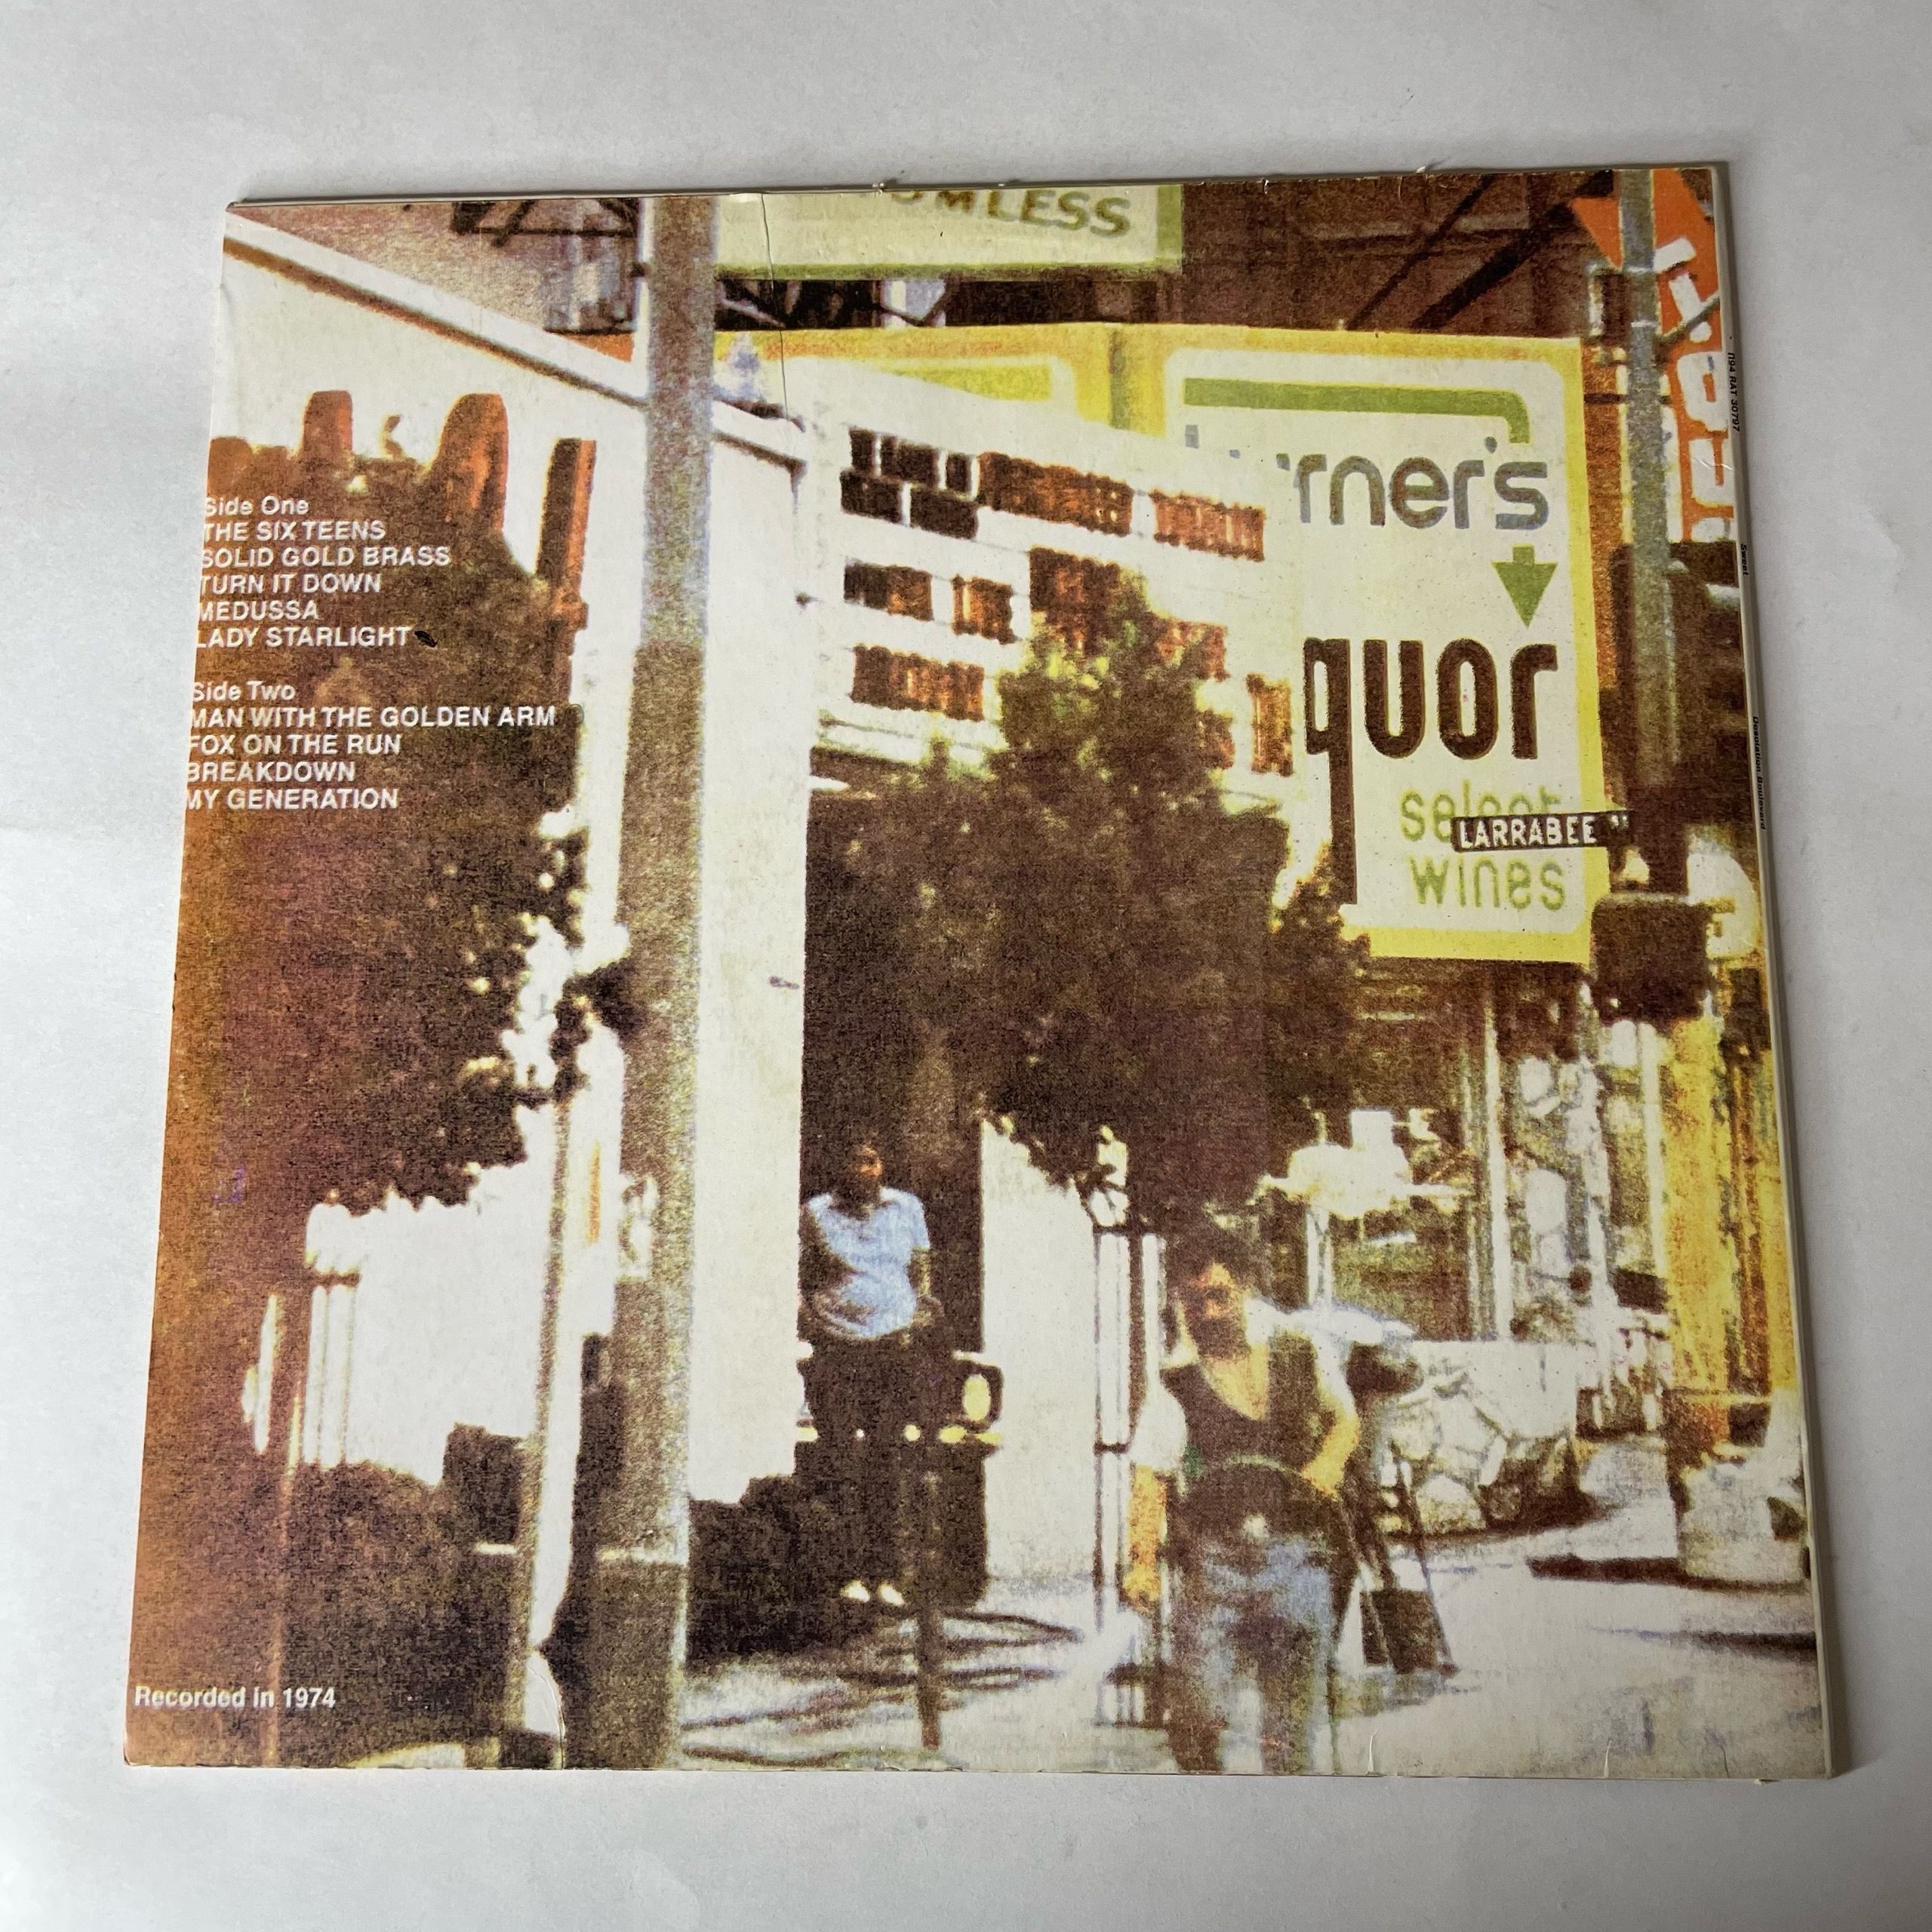 Side One
THE SIX TEENS
SOLID GOLD BRASS
TURN IT DOWN
MEDUSSA
LADY STARLIGHT
Side Two
MAN WITH THE GOLDEN ARM
FOX ON THE RUN
BREAKDOWN
MY GENERATION
Recorded in 1974
OMLESS
rner's
quor
select
LARRABEE
wines
Sweet
Desolation Boulevard